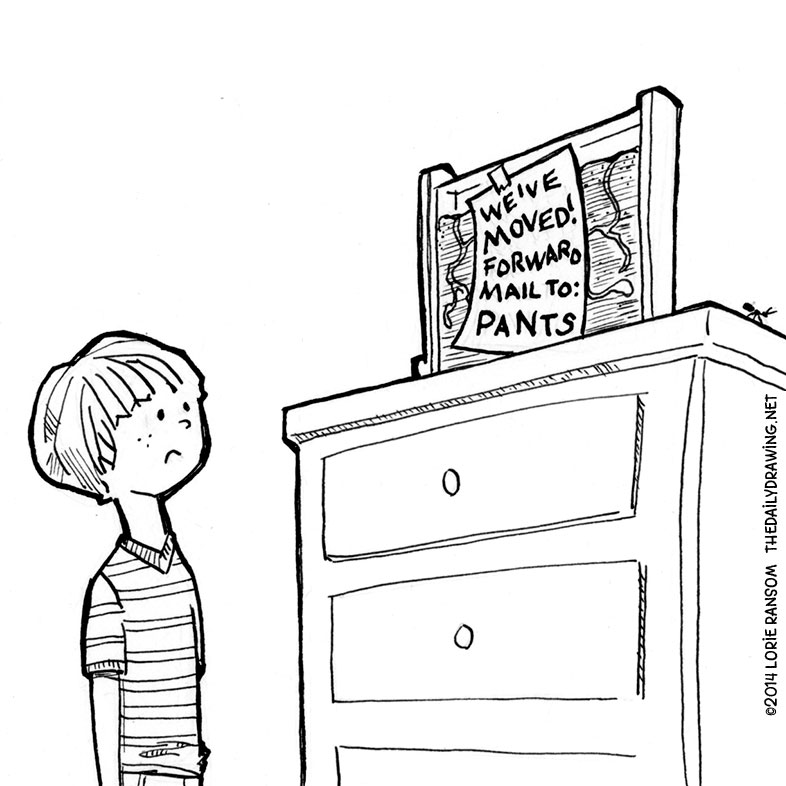 WE'VE
MOVED!
FORWARD
MAIL TO:
PANTS
©2014 LORIE RANSOM THEDAILYDRAWING.NET